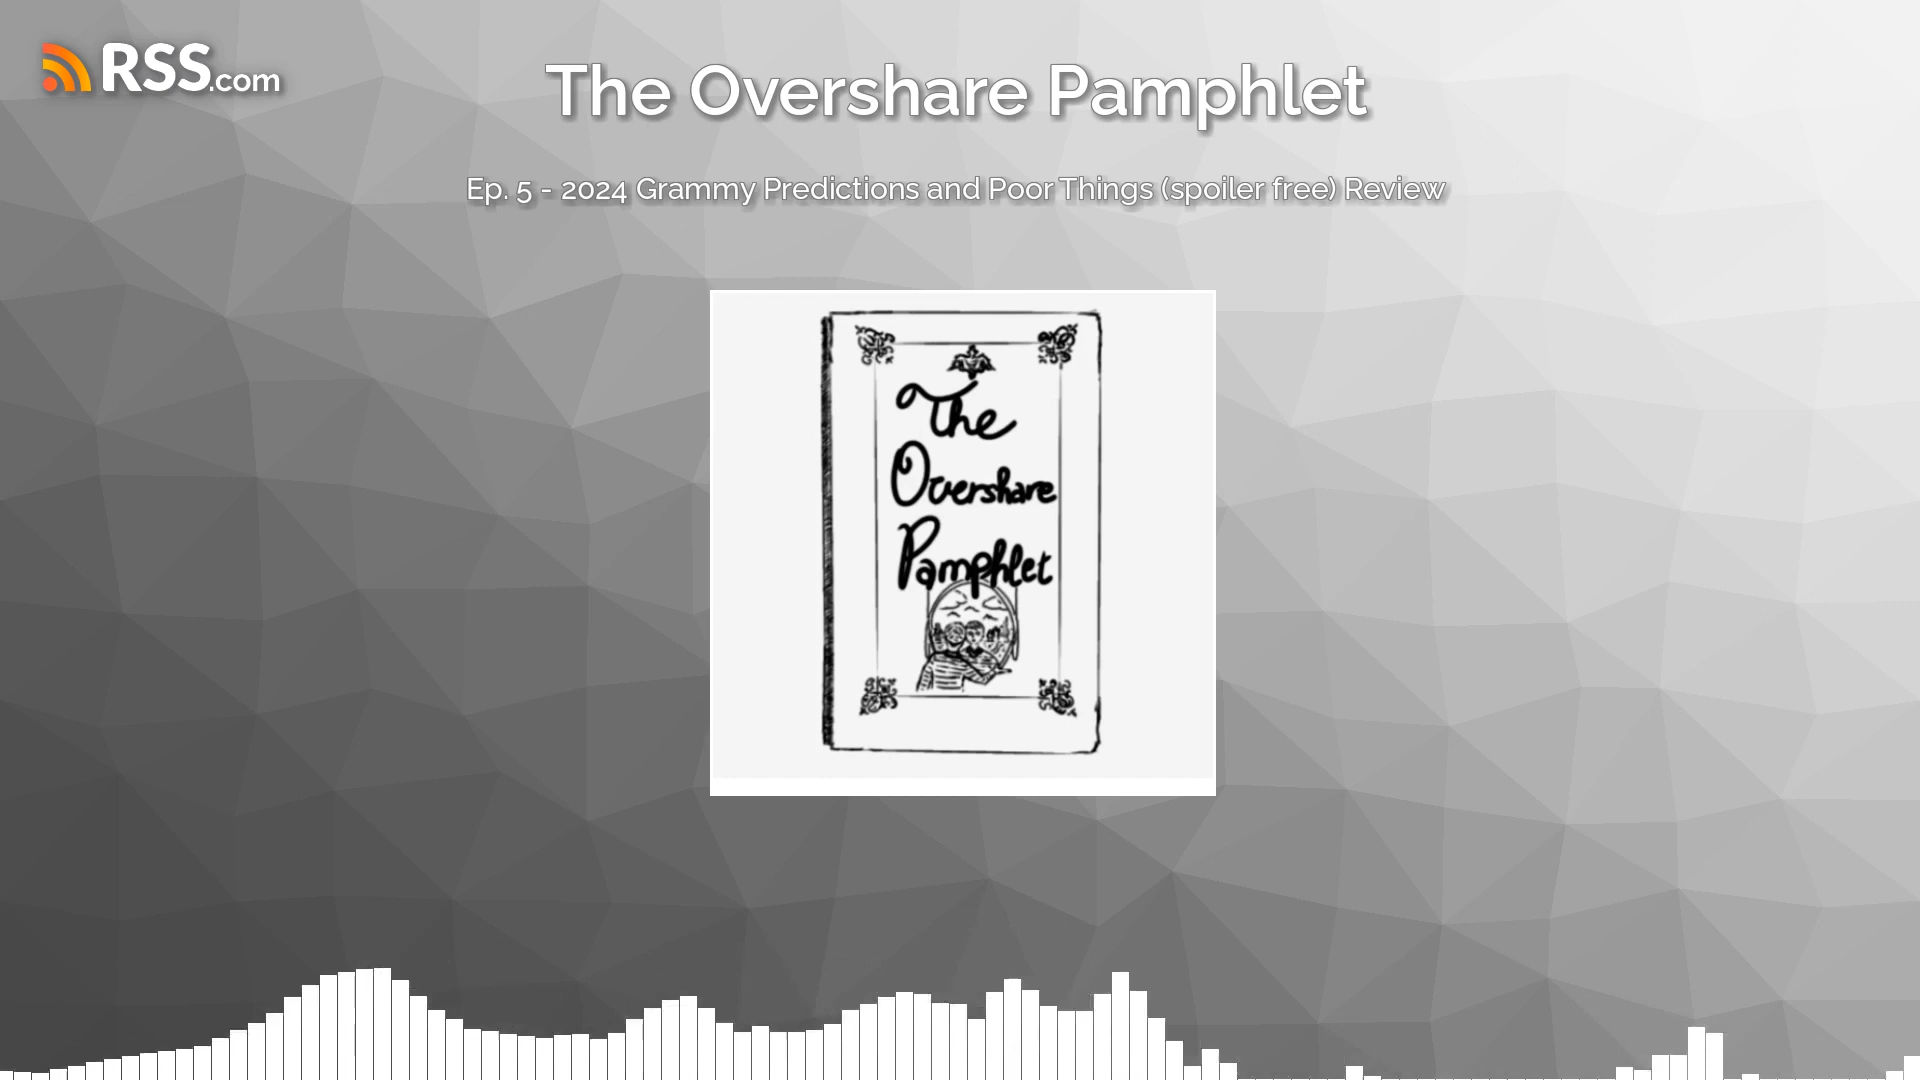 RSS.com
The Overshare Pamphlet
Ep. 5 - 2024 Grammy Predictions and Poor Things (spoiler free) Review
The
Overshare
Pamphlet